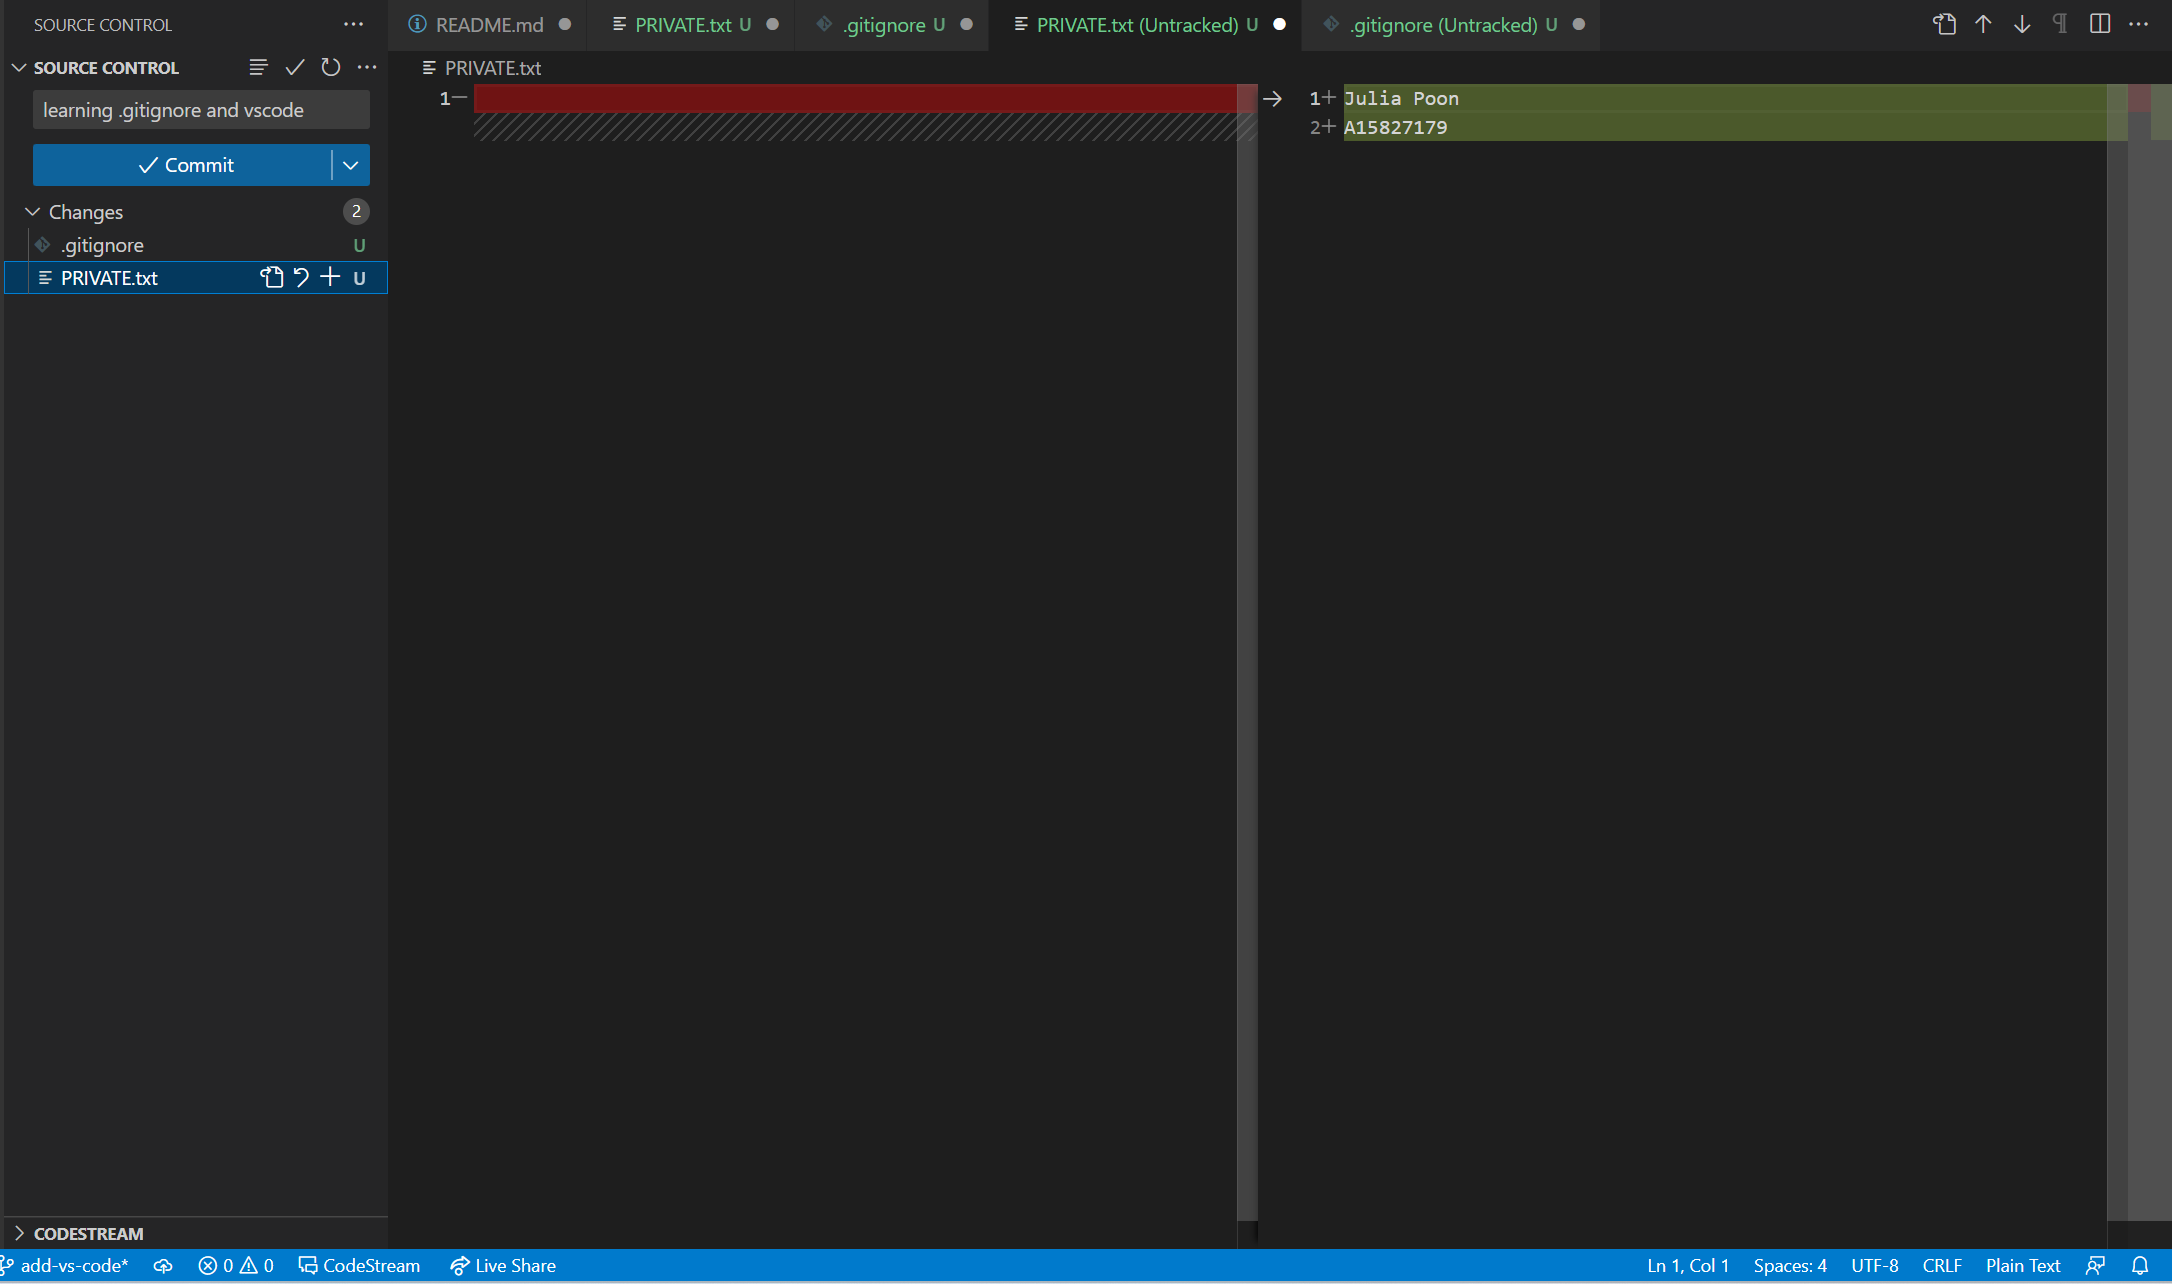 SOURCE CONTROL
README.md
PRIVATE.txt U
.gitignore U
PRIVATE.txt (Untracked) U
.gitignore (Untracked) U
SOURCE CONTROL
PRIVATE.txt
learning .gitignore and vscode
Commit
Changes 2
.gitignore U
PRIVATE.txt U
1
1 Julia Poon
2 A15827179
CODESTREAM
add-vs-code* 0 0 CodeStream Live Share Ln 1, Col 1 Spaces: 4 UTF-8 CRLF Plain Text